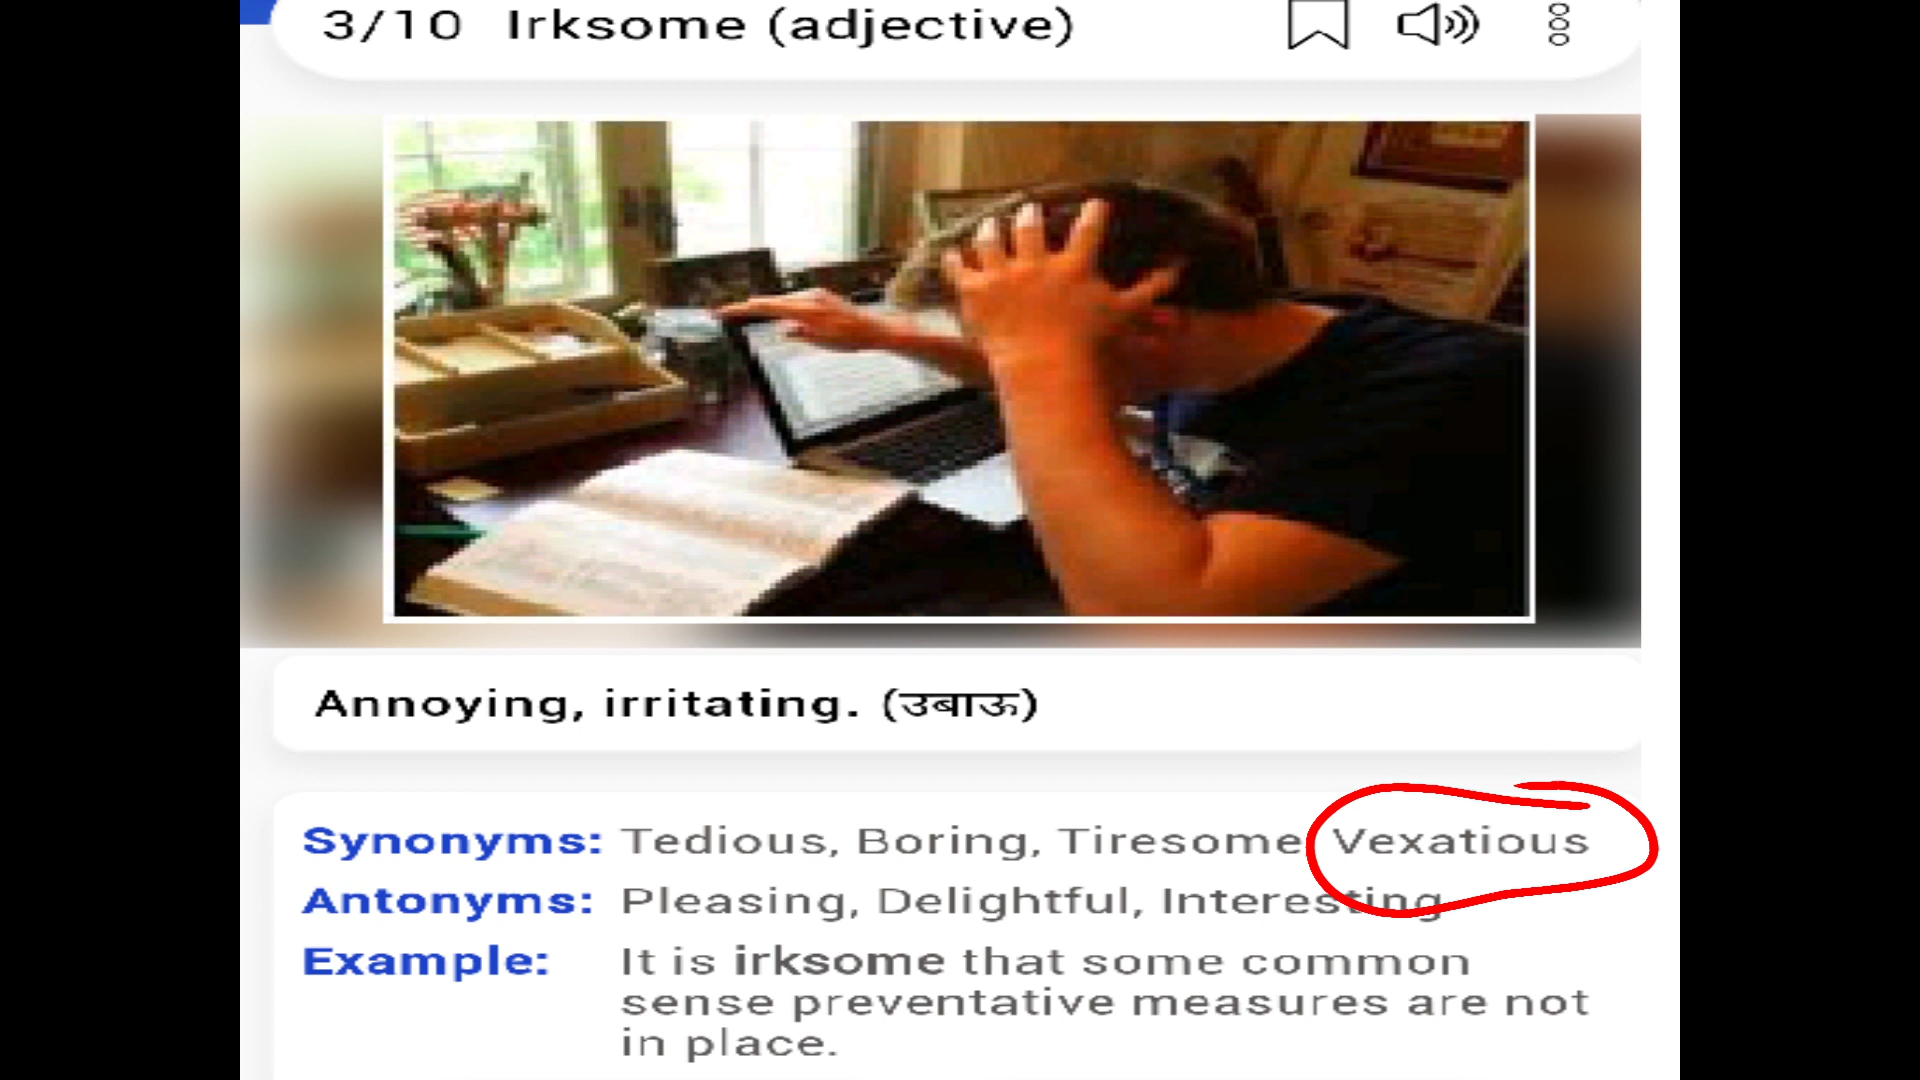 3/10 Irksome (adjective)
Annoying, irritating. (उबाऊ)
Synonyms: Tedious, Boring, Tiresome Vexatious
Antonyms: Pleasing, Delightful, Interesting
Example: It is irksome that some common
sense preventative measures are not
in place.